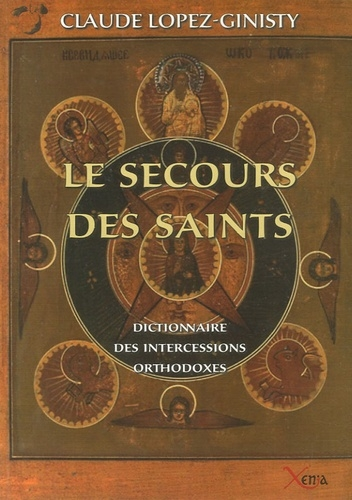 CLAUDE LOPEZ-GINISTY
LE SECOURS
DES SAINTS
DICTIONNAIRE
DES INTERCESSIONS
ORTHODOXES
Xenia